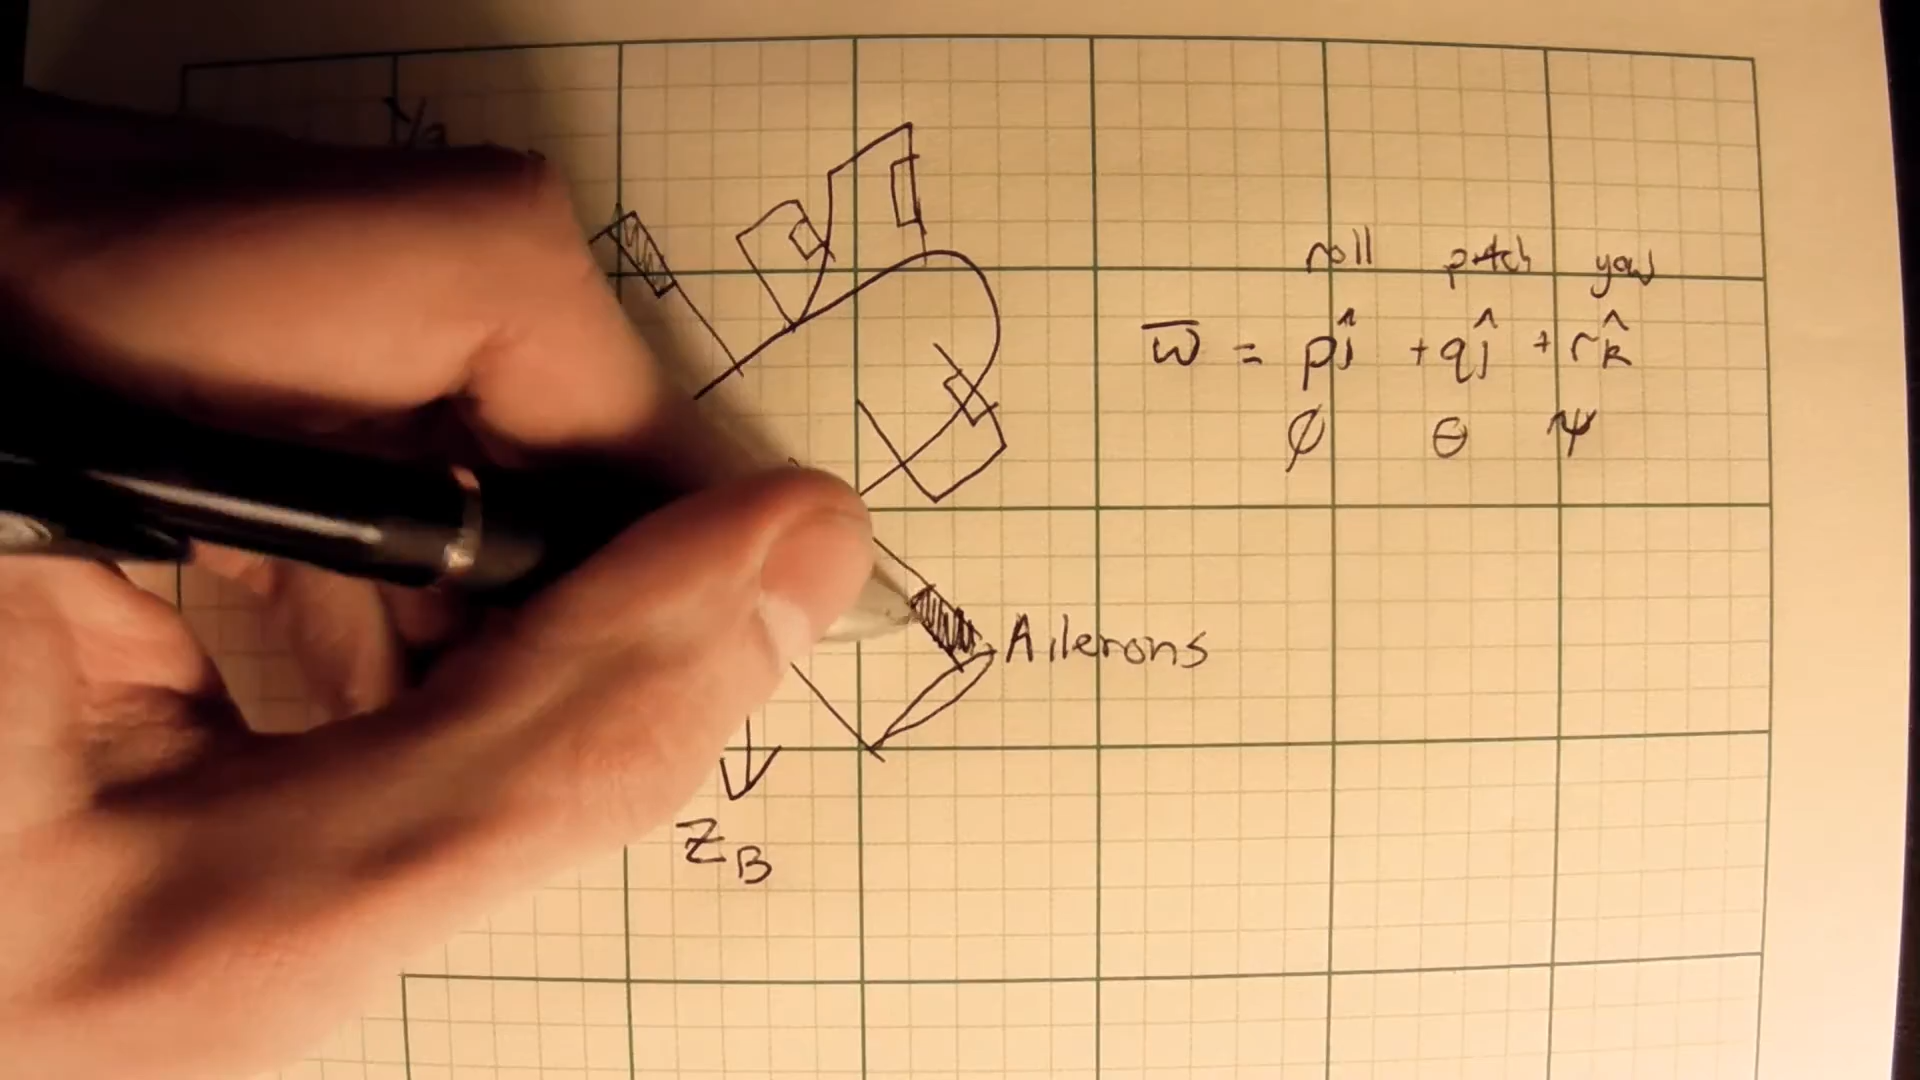 roll pitch yaw
ω̅ = pî + qĵ + rk̂
ϕ θ ψ
Ailerons
Z_B